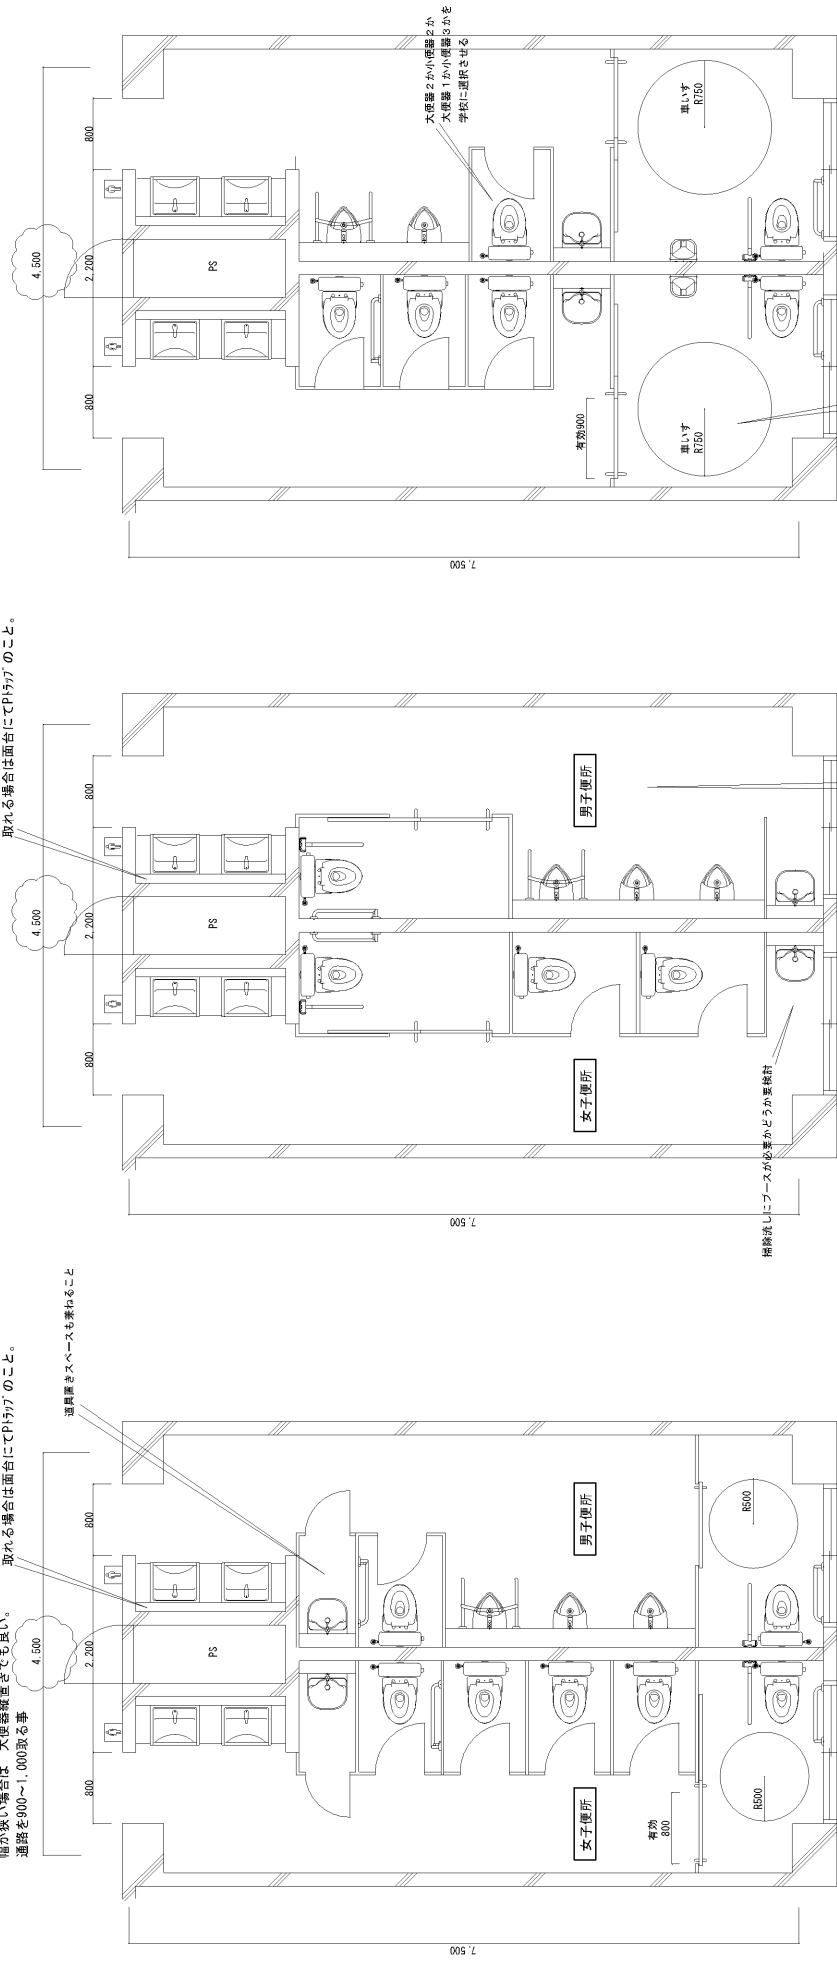 幅が狭い場合は 大便器縦置きでも良い。
通路を900～1,000取る事
取れる場合は面台にてPトラップのこと。
道具置きスペースも兼ねること
4,500
800
2,200
800
PS
女子便所
男子便所
有効
800
R500
R500
7,500
取れる場合は面台にてPトラップのこと。
4,500
800
2,200
800
PS
女子便所
男子便所
掃除流しにブースが必要かどうか要検討
7,500
4,500
800
2,200
800
PS
大便器2か小便器2か
大便器1か小便器3かを
学校に選択させる
有効900
車いす
R750
車いす
R750
7,500